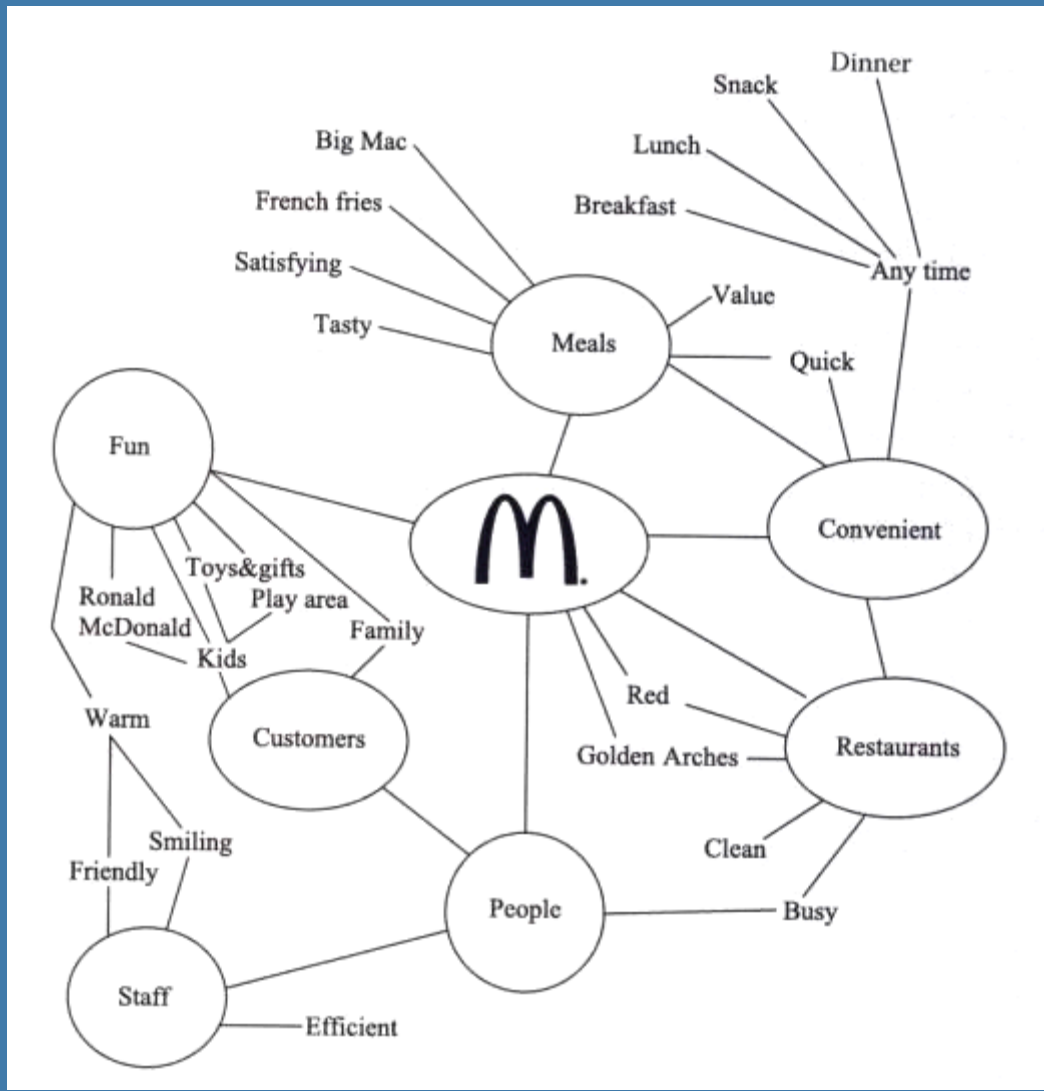 Dinner
Snack
Big Mac
Lunch
French fries
Breakfast
Satisfying
Any time
Tasty
Value
Meals
Quick
Fun
M.
Convenient
Toys&gifts
Ronald
McDonald
Play area
Family
Kids
Red
Warm
Customers
Golden Arches
Restaurants
Smiling
Clean
Friendly
People
Busy
Staff
Efficient